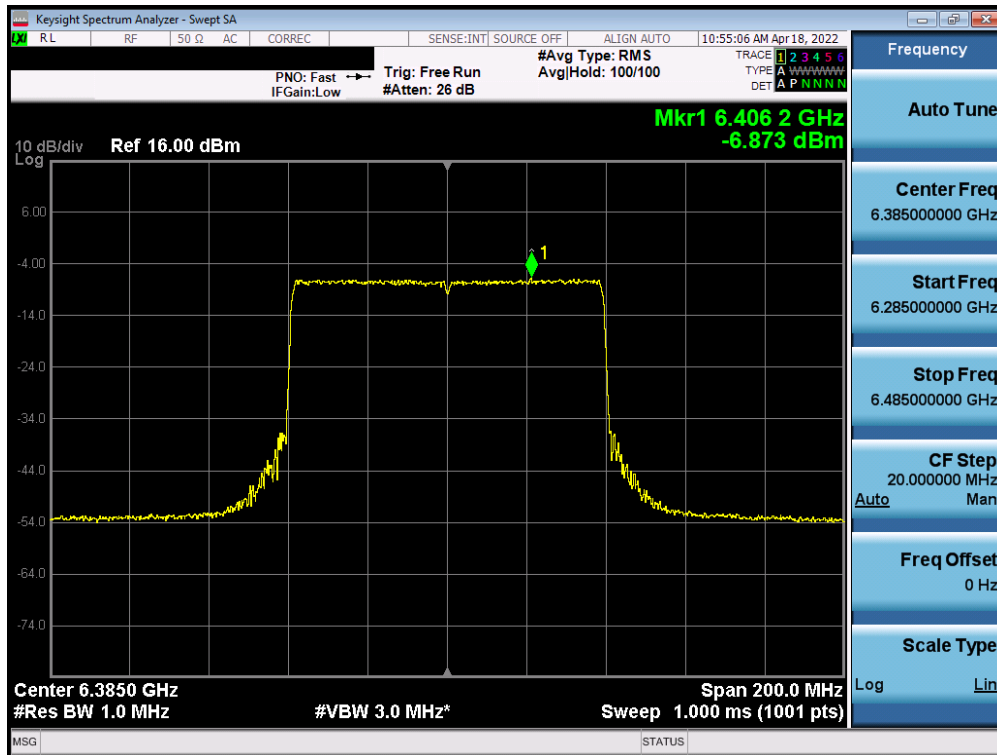 Keysight Spectrum Analyzer - Swept SA
LXI RL RF 50 Ω AC CORREC SENSE:INT SOURCE OFF ALIGN AUTO 10:55:06 AM Apr 18, 2022
PNO: Fast
IFGain:Low
Trig: Free Run
#Atten: 26 dB
#Avg Type: RMS
Avg|Hold: 100/100
TRACE 1 2 3 4 5 6
TYPE A WWWWW
DET A P N N N N
Mkr1 6.406 2 GHz
-6.873 dBm
10 dB/div Ref 16.00 dBm
Log
6.00
-4.00
-14.0
-24.0
-34.0
-44.0
-54.0
-64.0
-74.0
1
Center 6.3850 GHz Span 200.0 MHz
#Res BW 1.0 MHz #VBW 3.0 MHz* Sweep 1.000 ms (1001 pts)
MSG STATUS
Frequency
Auto Tune
Center Freq
6.385000000 GHz
Start Freq
6.285000000 GHz
Stop Freq
6.485000000 GHz
CF Step
20.000000 MHz
Auto Man
Freq Offset
0 Hz
Scale Type
Log Lin